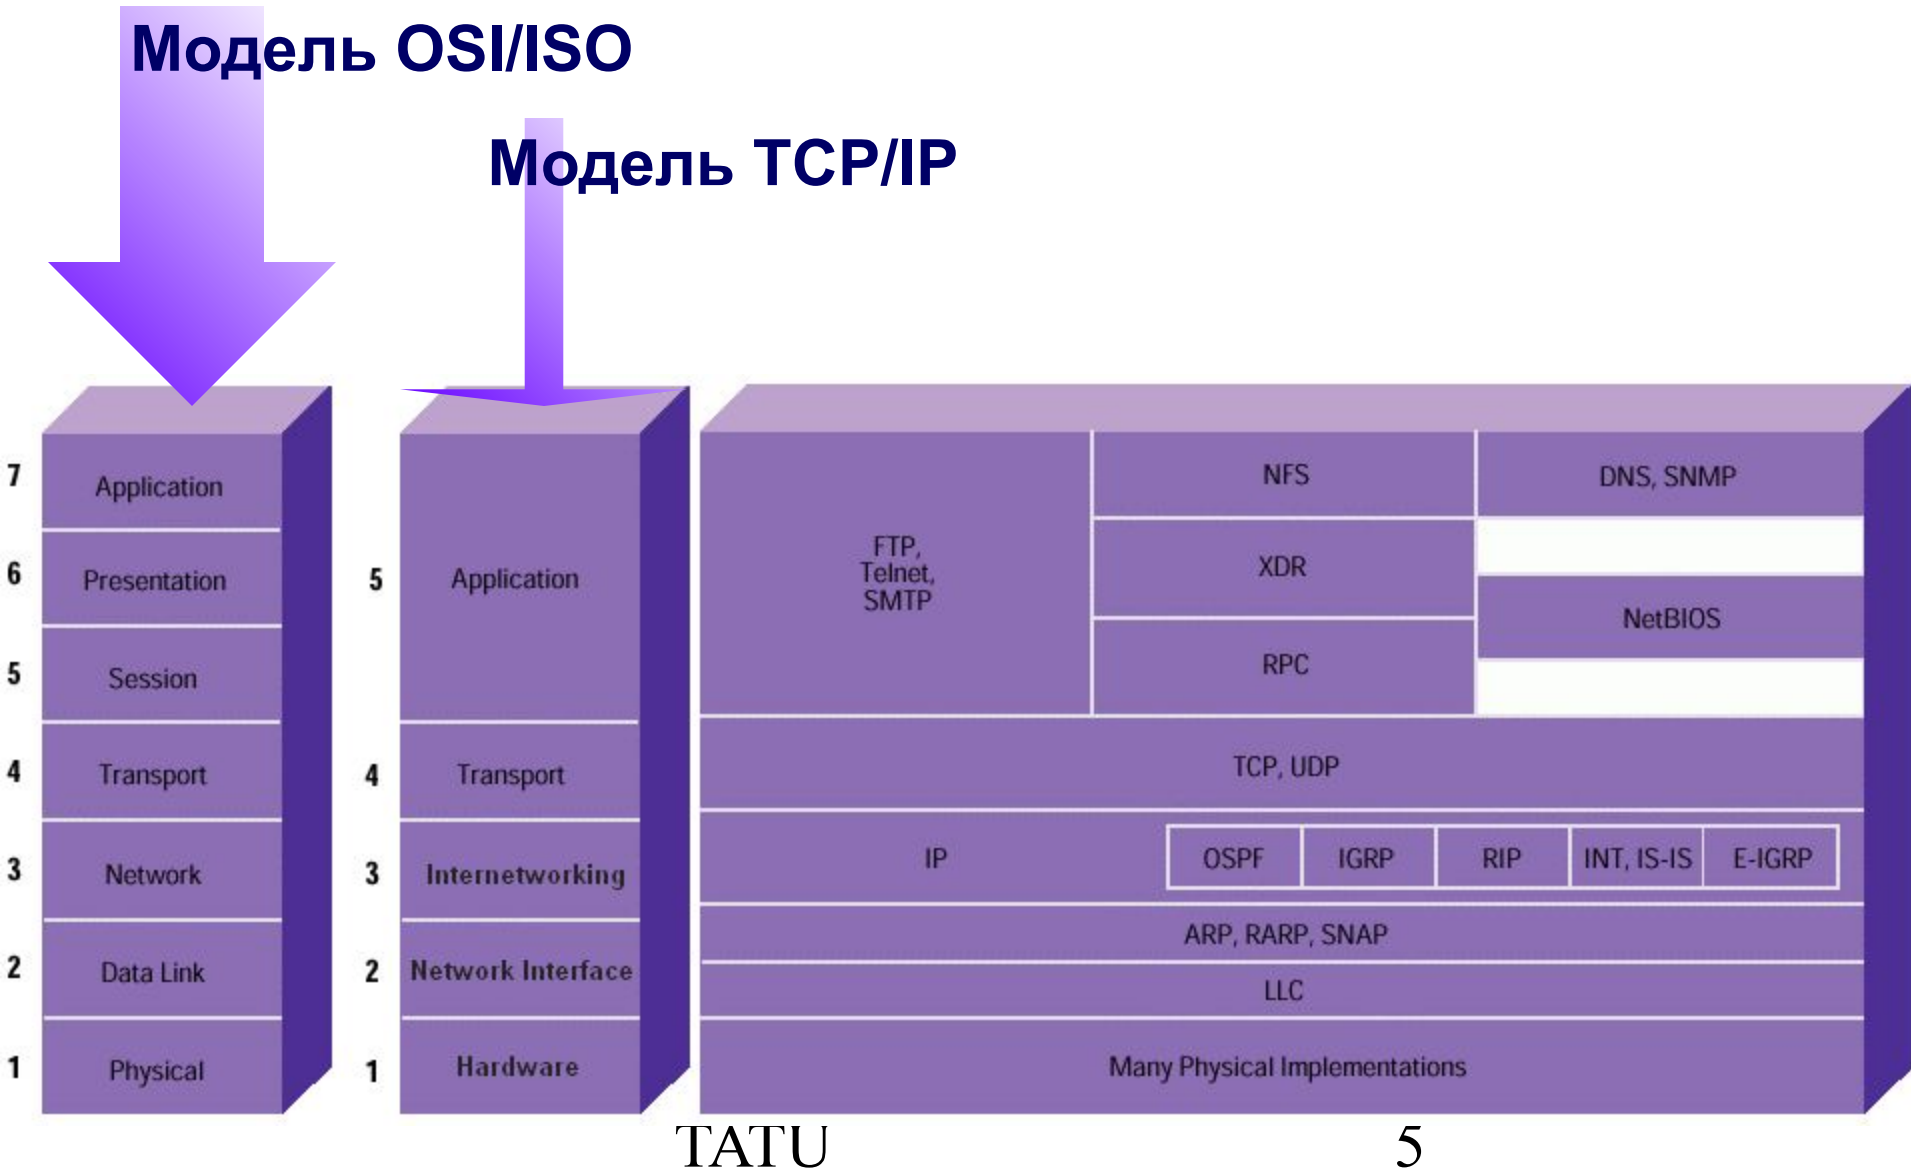 Модель OSI/ISO
Модель TCP/IP
7
Application
6
Presentation
5
Session
4
Transport
3
Network
2
Data Link
1
Physical
5
Application
4
Transport
3
Internetworking
2
Network Interface
1
Hardware
FTP,
Telnet,
SMTP
NFS
XDR
RPC
DNS, SNMP
NetBIOS
TCP, UDP
IP
OSPF
IGRP
RIP
INT, IS-IS
E-IGRP
ARP, RARP, SNAP
LLC
Many Physical Implementations
TATU
5